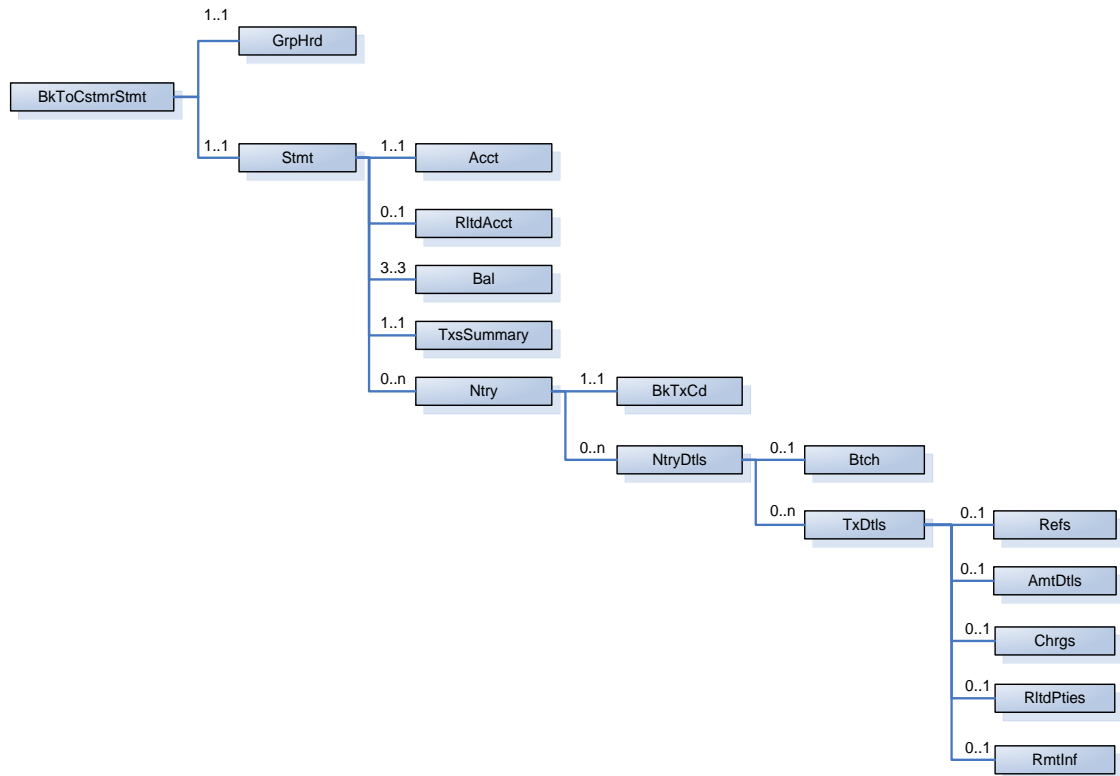 1..1
GrpHrd
BkToCstmrStmt
1..1
Stmt
1..1
Acct
0..1
RltdAcct
3..3
Bal
1..1
TxsSummary
0..n
Ntry
1..1
BkTxCd
0..n
NtryDtls
0..1
Btch
0..n
TxDtls
0..1
Refs
0..1
AmtDtls
0..1
Chrgs
0..1
RltdPties
0..1
RmtInf